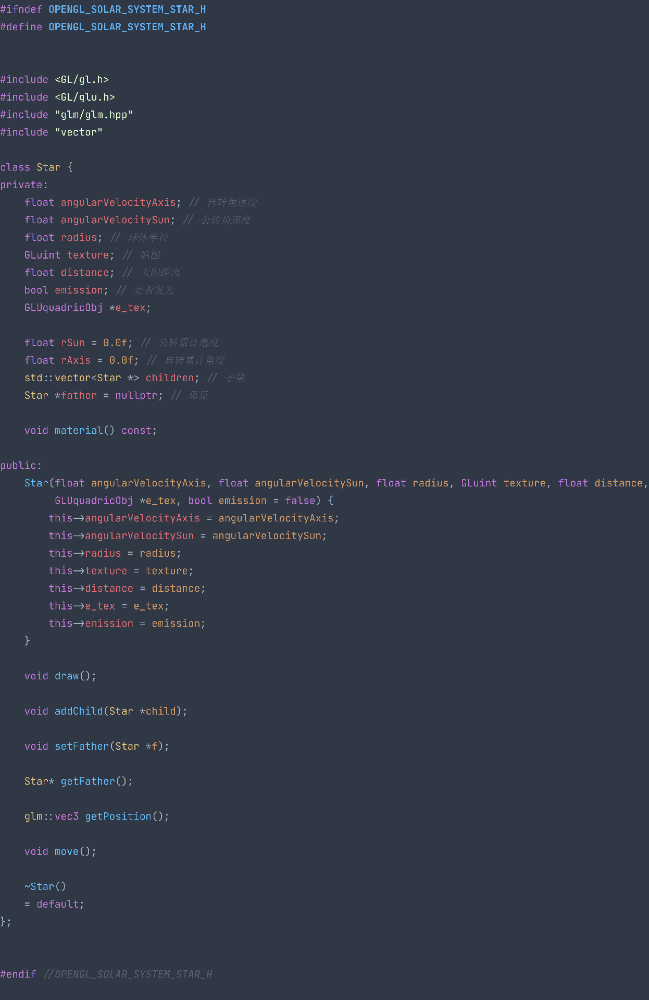 #ifndef OPENGL_SOLAR_SYSTEM_STAR_H
#define OPENGL_SOLAR_SYSTEM_STAR_H
#include <GL/gl.h>
#include <GL/glu.h>
#include "glm/glm.hpp"
#include "vector"
class Star {
private:
    float angularVelocityAxis; // 自转角速度
    float angularVelocitySun; // 公转角速度
    float radius; // 球体半径
    GLuint texture; // 贴图
    float distance; // 太阳距离
    bool emission; // 是否发光
    GLUquadricObj *e_tex;
    float rSun = 0.0f; // 公转累计角度
    float rAxis = 0.0f; // 自转累计角度
    std::vector<Star *> children; // 子星
    Star *father = nullptr; // 母星
    void material() const;
public:
    Star(float angularVelocityAxis, float angularVelocitySun, float radius, GLuint texture, float distance,
         GLUquadricObj *e_tex, bool emission = false) {
        this->angularVelocityAxis = angularVelocityAxis;
        this->angularVelocitySun = angularVelocitySun;
        this->radius = radius;
        this->texture = texture;
        this->distance = distance;
        this->e_tex = e_tex;
        this->emission = emission;
    }
    void draw();
    void addChild(Star *child);
    void setFather(Star *f);
    Star* getFather();
    glm::vec3 getPosition();
    void move();
    ~Star()
    = default;
};
#endif //OPENGL_SOLAR_SYSTEM_STAR_H